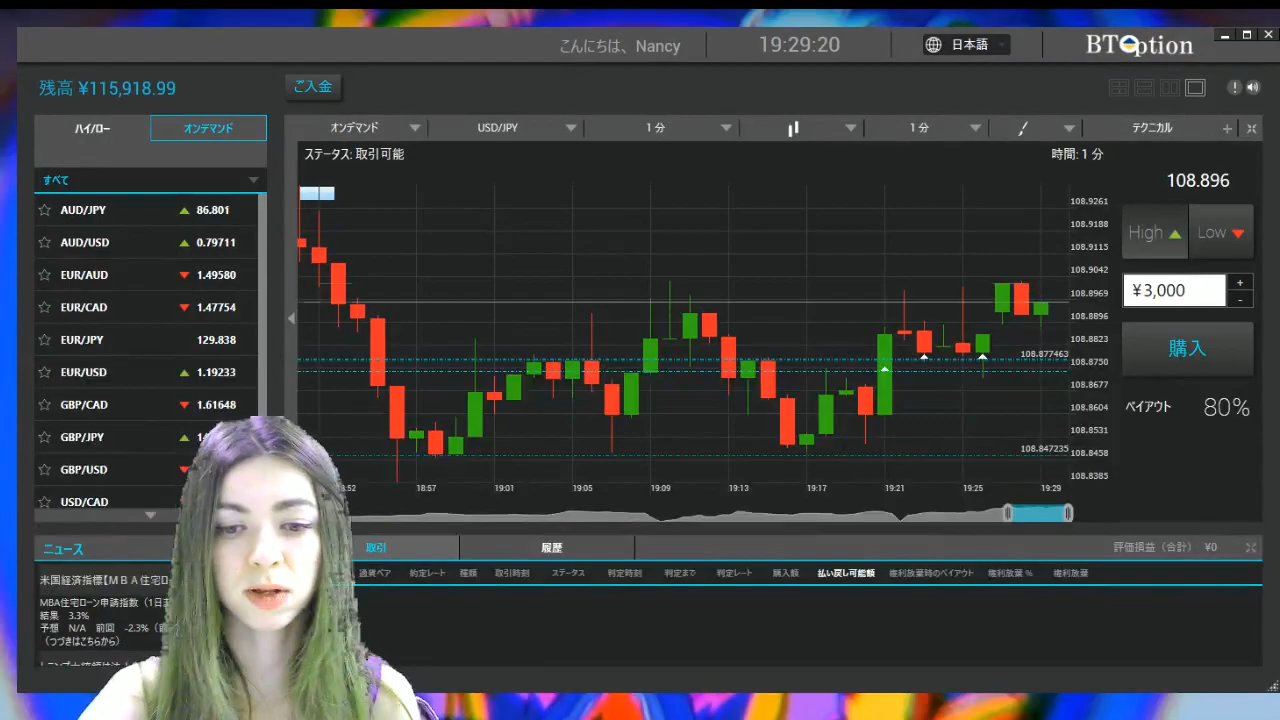 こんにちは、Nancy
19:29:20
日本語
BTOption
残高 ¥115,918.99
ご入金
ハイ/ロー
オンデマンド
すべて
AUD/JPY 86.801
AUD/USD 0.79711
EUR/AUD 1.49580
EUR/CAD 1.47754
EUR/JPY 129.838
EUR/USD 1.19233
GBP/CAD 1.61648
GBP/JPY
GBP/USD
USD/CAD
オンデマンド
USD/JPY
1 分
1 分
テクニカル
ステータス: 取引可能
時間: 1 分
108.9261
108.9188
108.9115
108.9042
108.8969
108.8896
108.8823
108.877463
108.8750
108.8677
108.8604
108.8531
108.847235
108.8458
108.8385
18:57 19:01 19:05 19:09 19:13 19:17 19:21 19:25 19:29
108.896
High
Low
¥3,000
+
-
購入
ペイアウト 80%
ニュース
取引
履歴
評価損益（合計） ¥0
通貨ペア 約定レート 種類 取引時刻 ステータス 判定時刻 判定まで 判定レート 購入額 払い戻し可能額 権利放棄時のペイアウト 権利放棄 % 権利放棄
米国経済指標【ＭＢＡ住宅ロ
MBA住宅ローン申請指数（1日ま
結果 3.3%
予想 N/A 前回 -2.3%
（つづきはこちらから）